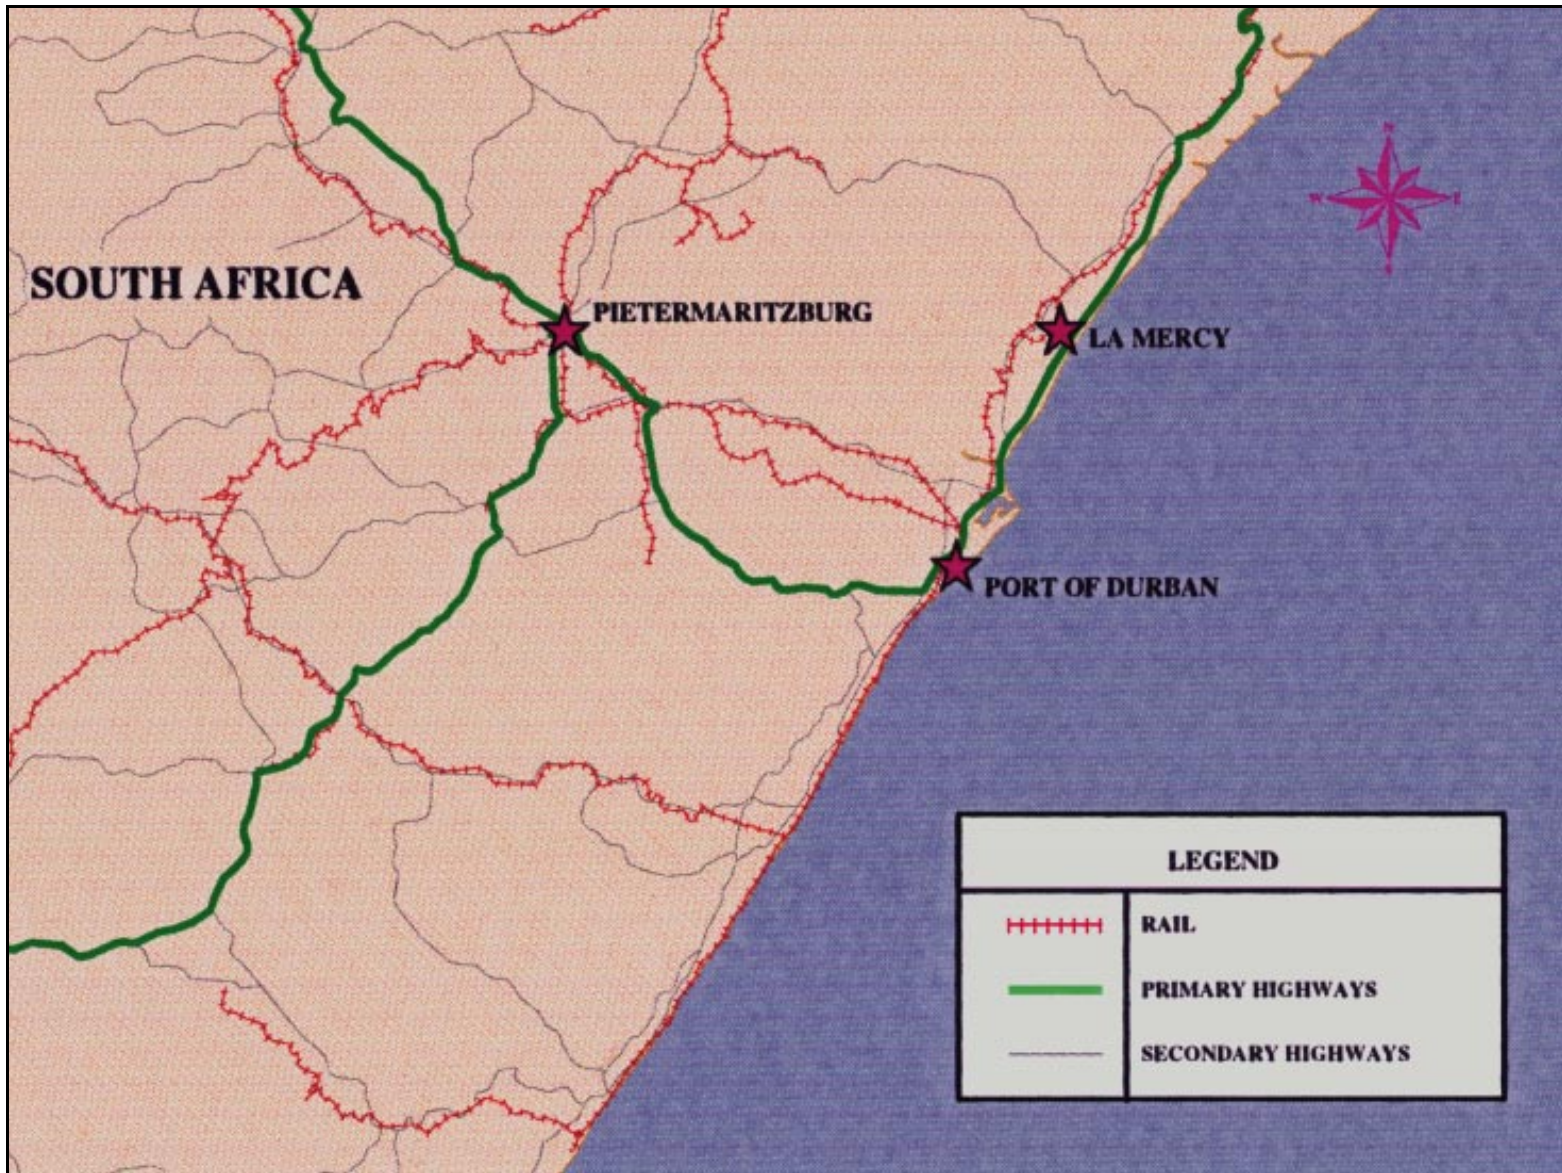 N
W
E
S
SOUTH AFRICA
PIETERMARITZBURG
LA MERCY
PORT OF DURBAN
LEGEND
RAIL
PRIMARY HIGHWAYS
SECONDARY HIGHWAYS